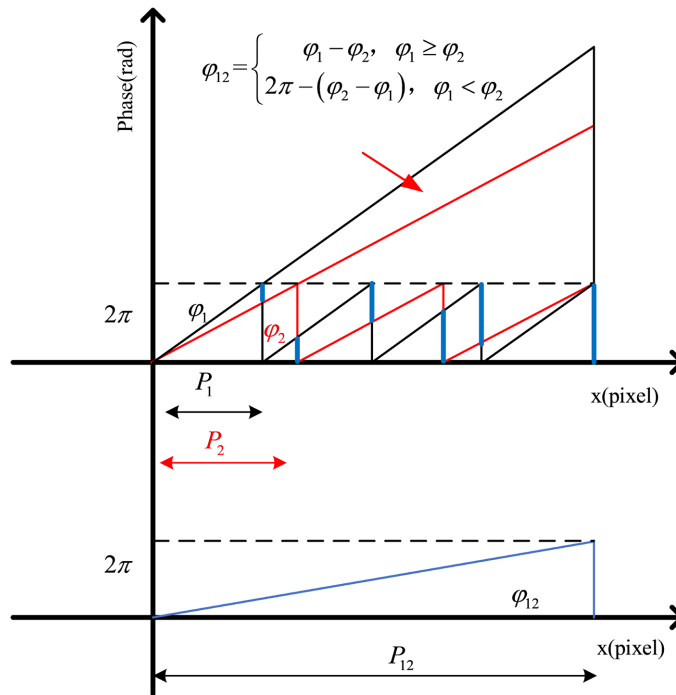 Phase(rad)
φ₁₂={φ₁−φ₂, φ₁≥φ₂
2π−(φ₂−φ₁), φ₁<φ₂
2π
φ₁
φ₂
x(pixel)
P₁
P₂
2π
φ₁₂
x(pixel)
P₁₂